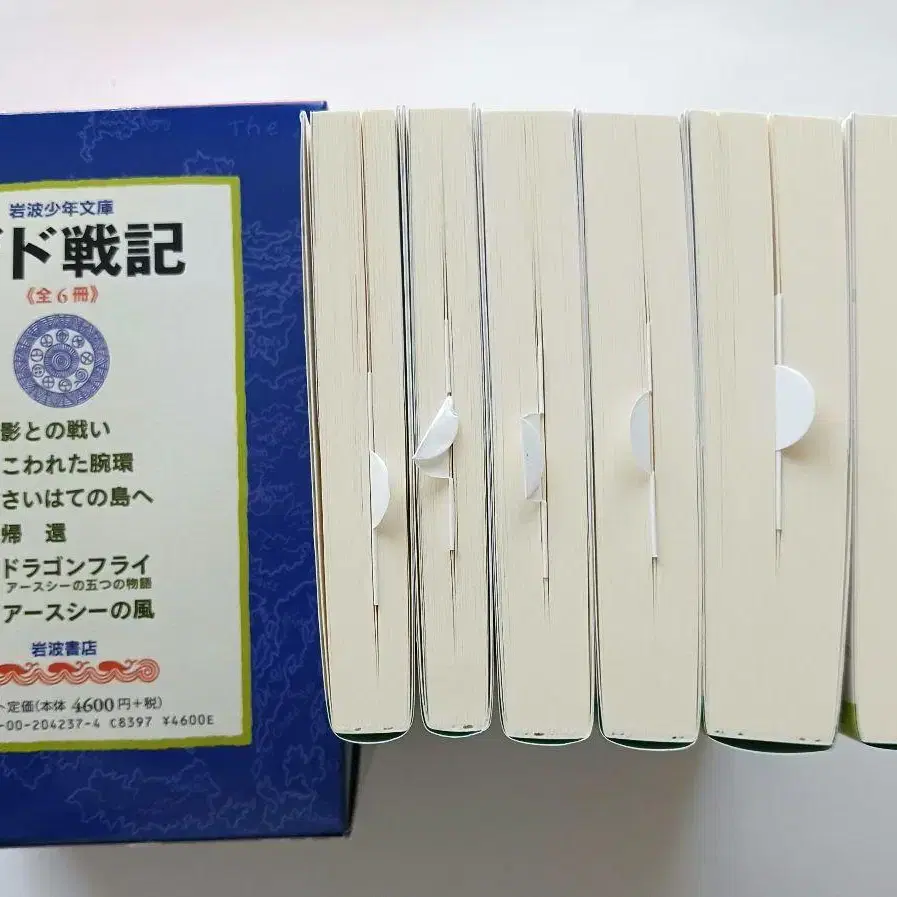 The
岩波少年文庫
ド戦記
《全6冊》
影との戦い
こわれた腕環
さいはての島へ
帰 還
ドラゴンフライ
アースシーの五つの物語
アースシーの風
岩波書店
ト定価(本体 4600円+税)
-00-204237-4 C8397 ¥4600E